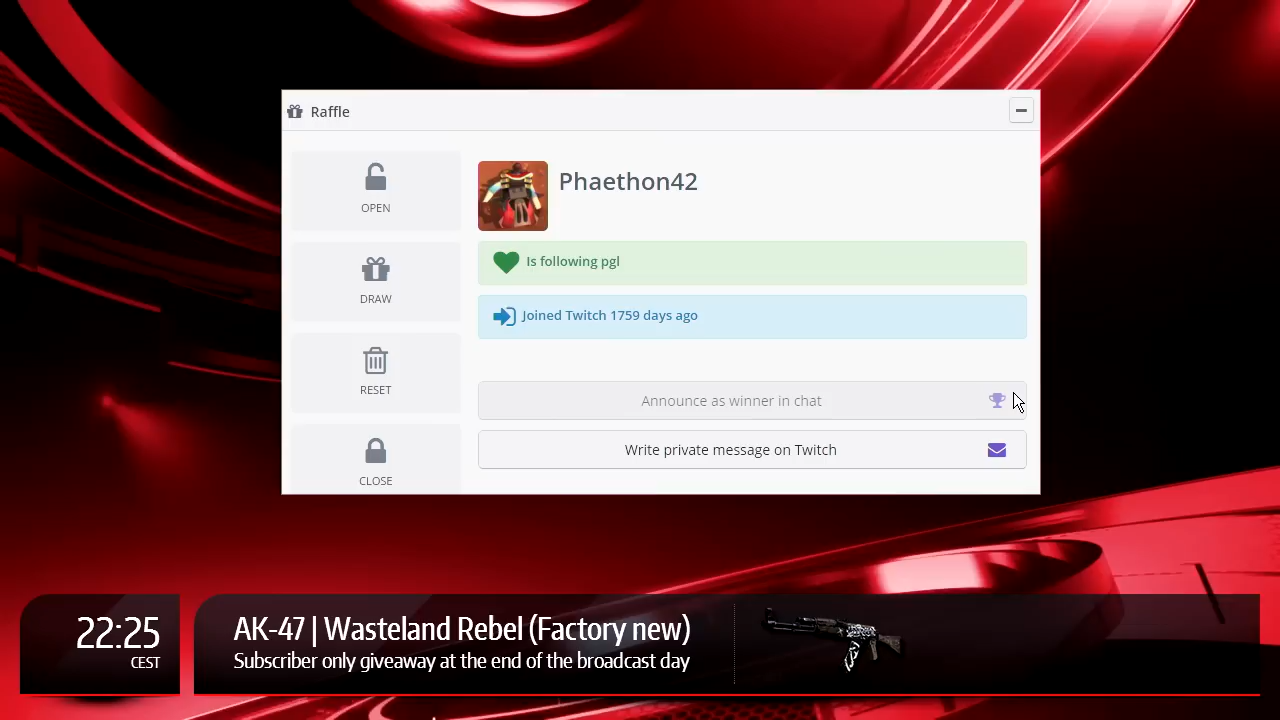 Raffle
OPEN
DRAW
RESET
CLOSE
Phaethon42
Is following pgl
Joined Twitch 1759 days ago
Announce as winner in chat
Write private message on Twitch
22:25
CEST
AK-47 | Wasteland Rebel (Factory new)
Subscriber only giveaway at the end of the broadcast day